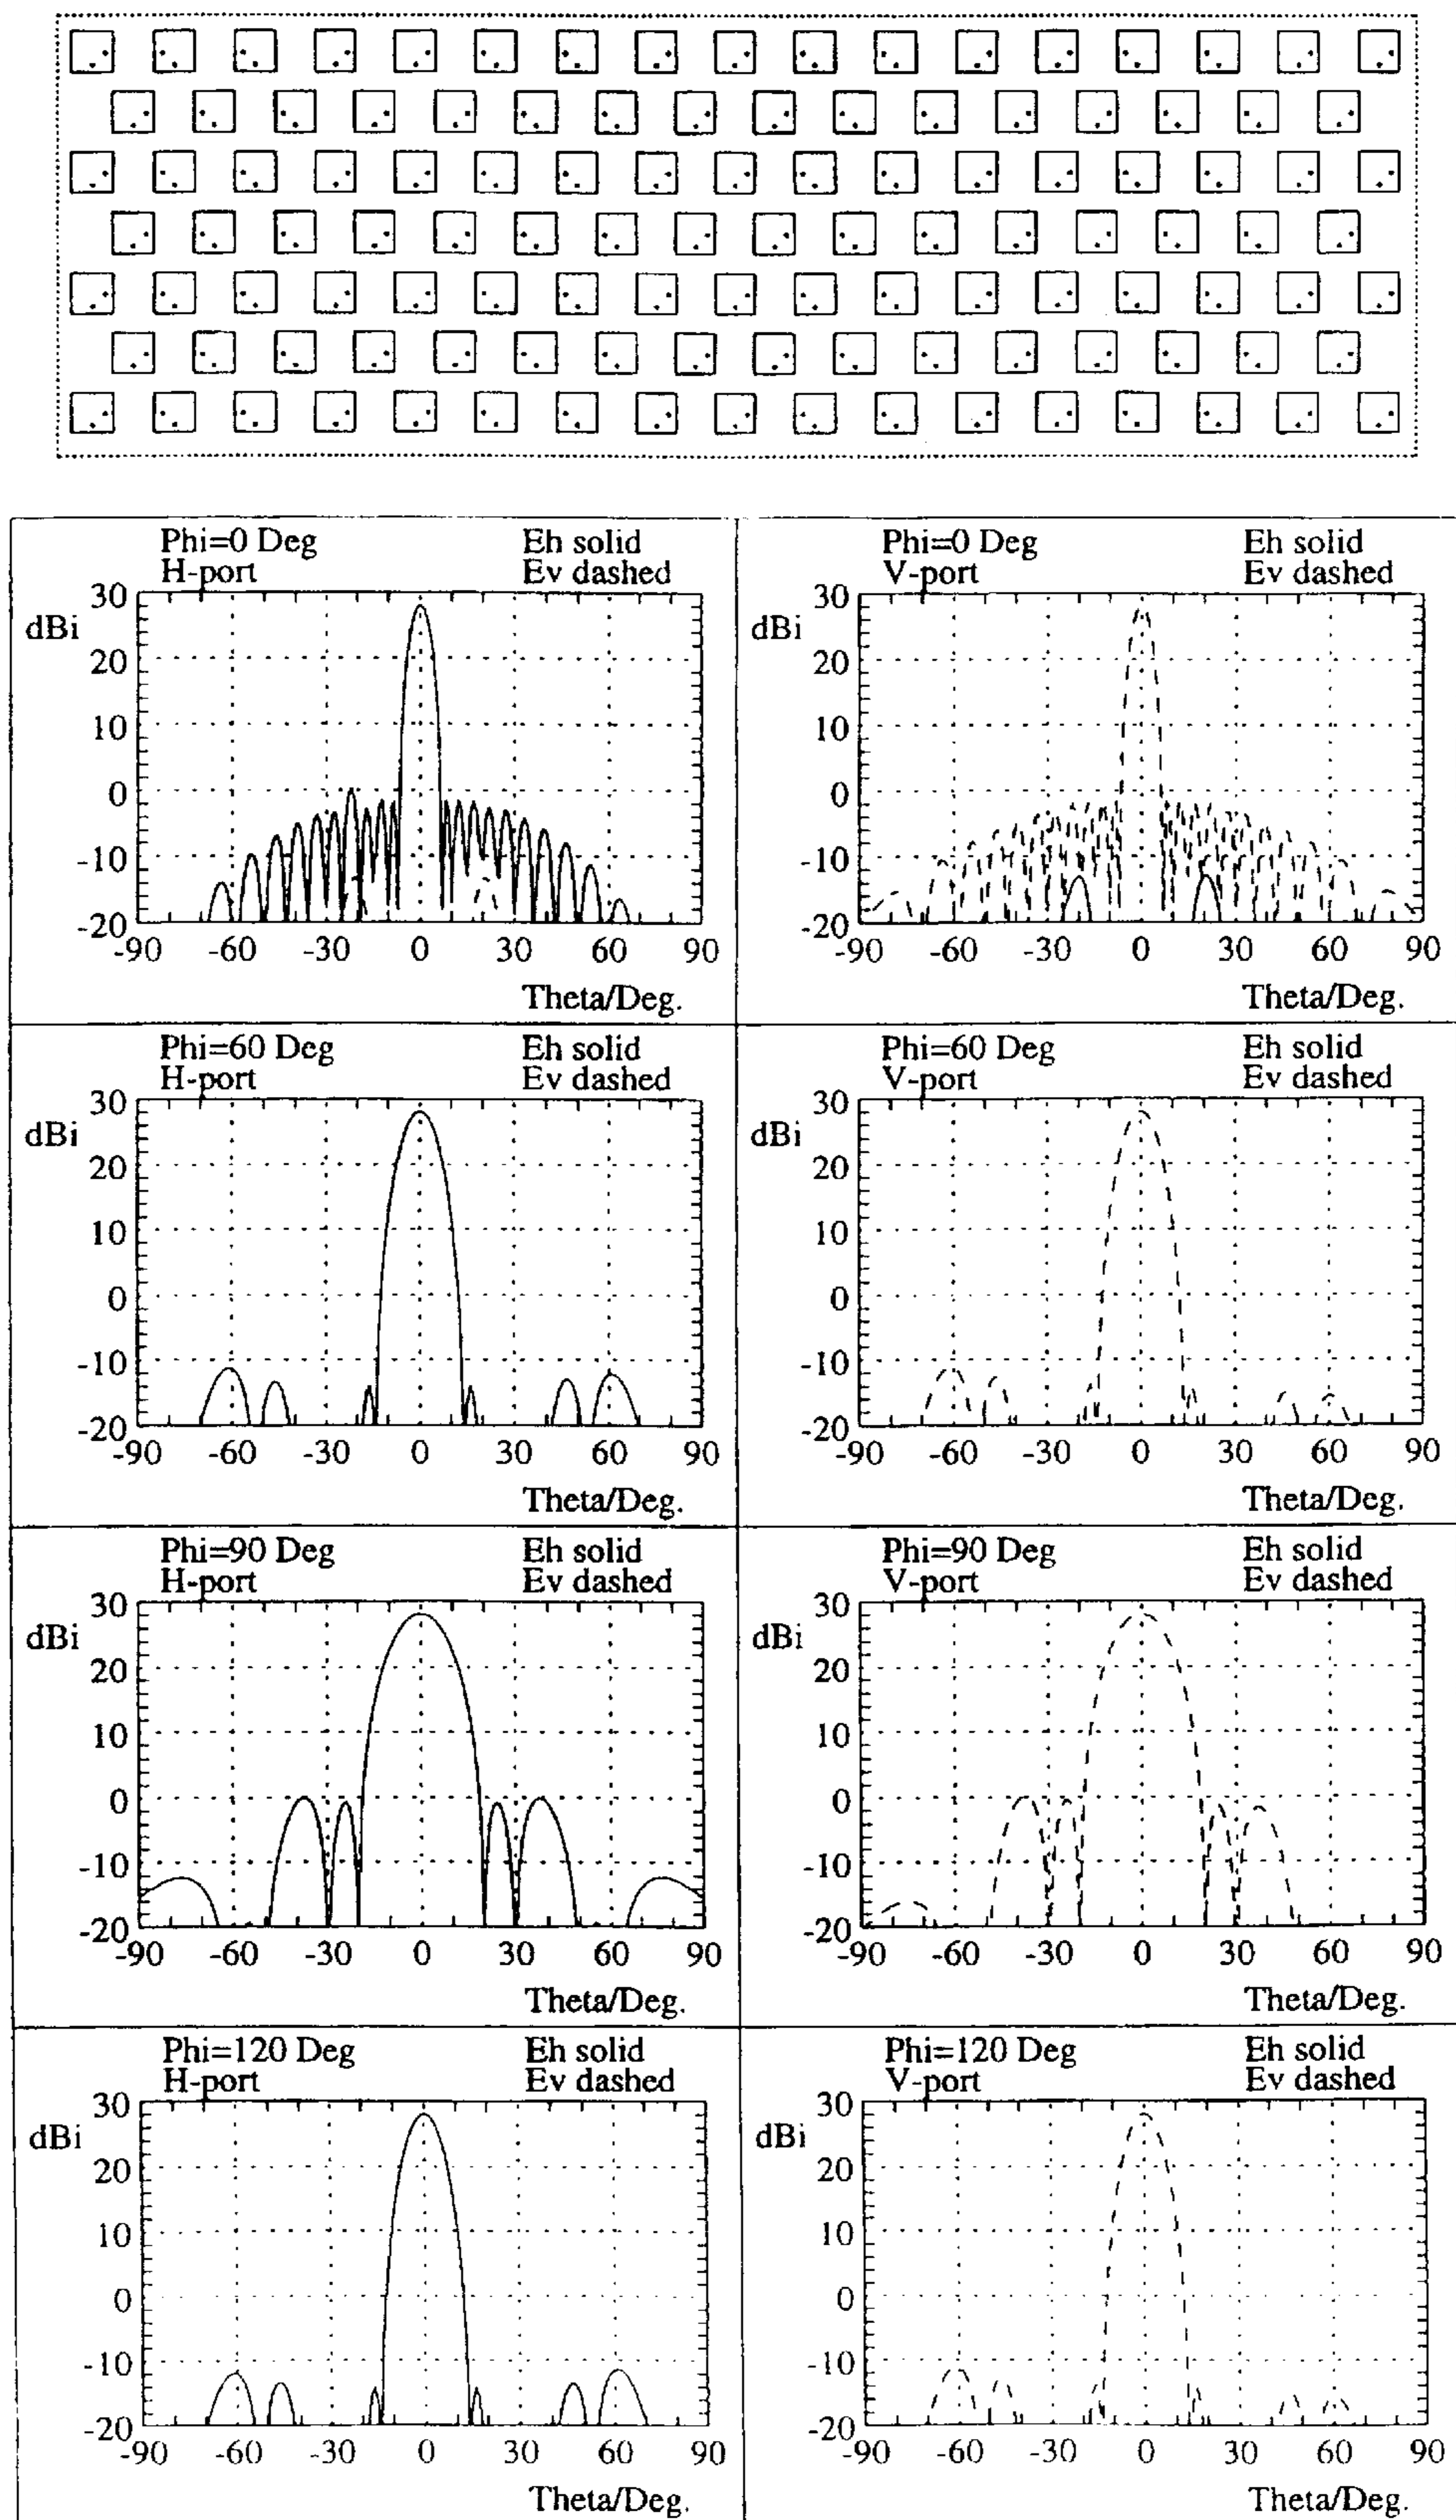 Phi=0 Deg Eh solid
H-port Ev dashed
30
dBi
20
10
0
-10
-20
-90 -60 -30 0 30 60 90
Theta/Deg.
Phi=0 Deg Eh solid
V-port Ev dashed
30
dBi
20
10
0
-10
-20
-90 -60 -30 0 30 60 90
Theta/Deg.
Phi=60 Deg Eh solid
H-port Ev dashed
30
dBi
20
10
0
-10
-20
-90 -60 -30 0 30 60 90
Theta/Deg.
Phi=60 Deg Eh solid
V-port Ev dashed
30
dBi
20
10
0
-10
-20
-90 -60 -30 0 30 60 90
Theta/Deg.
Phi=90 Deg Eh solid
H-port Ev dashed
30
dBi
20
10
0
-10
-20
-90 -60 -30 0 30 60 90
Theta/Deg.
Phi=90 Deg Eh solid
V-port Ev dashed
30
dBi
20
10
0
-10
-20
-90 -60 -30 0 30 60 90
Theta/Deg.
Phi=120 Deg Eh solid
H-port Ev dashed
30
dBi
20
10
0
-10
-20
-90 -60 -30 0 30 60 90
Theta/Deg.
Phi=120 Deg Eh solid
V-port Ev dashed
30
dBi
20
10
0
-10
-20
-90 -60 -30 0 30 60 90
Theta/Deg.